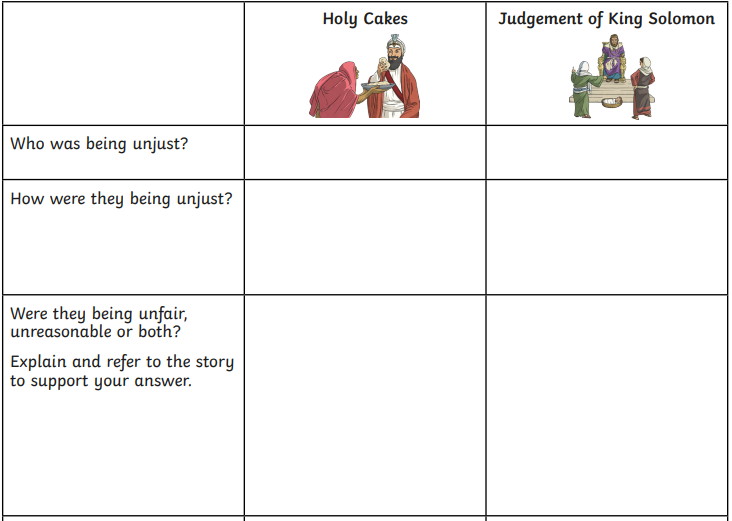 Holy Cakes
Judgement of King Solomon
Who was being unjust?
How were they being unjust?
Were they being unfair,
unreasonable or both?
Explain and refer to the story
to support your answer.